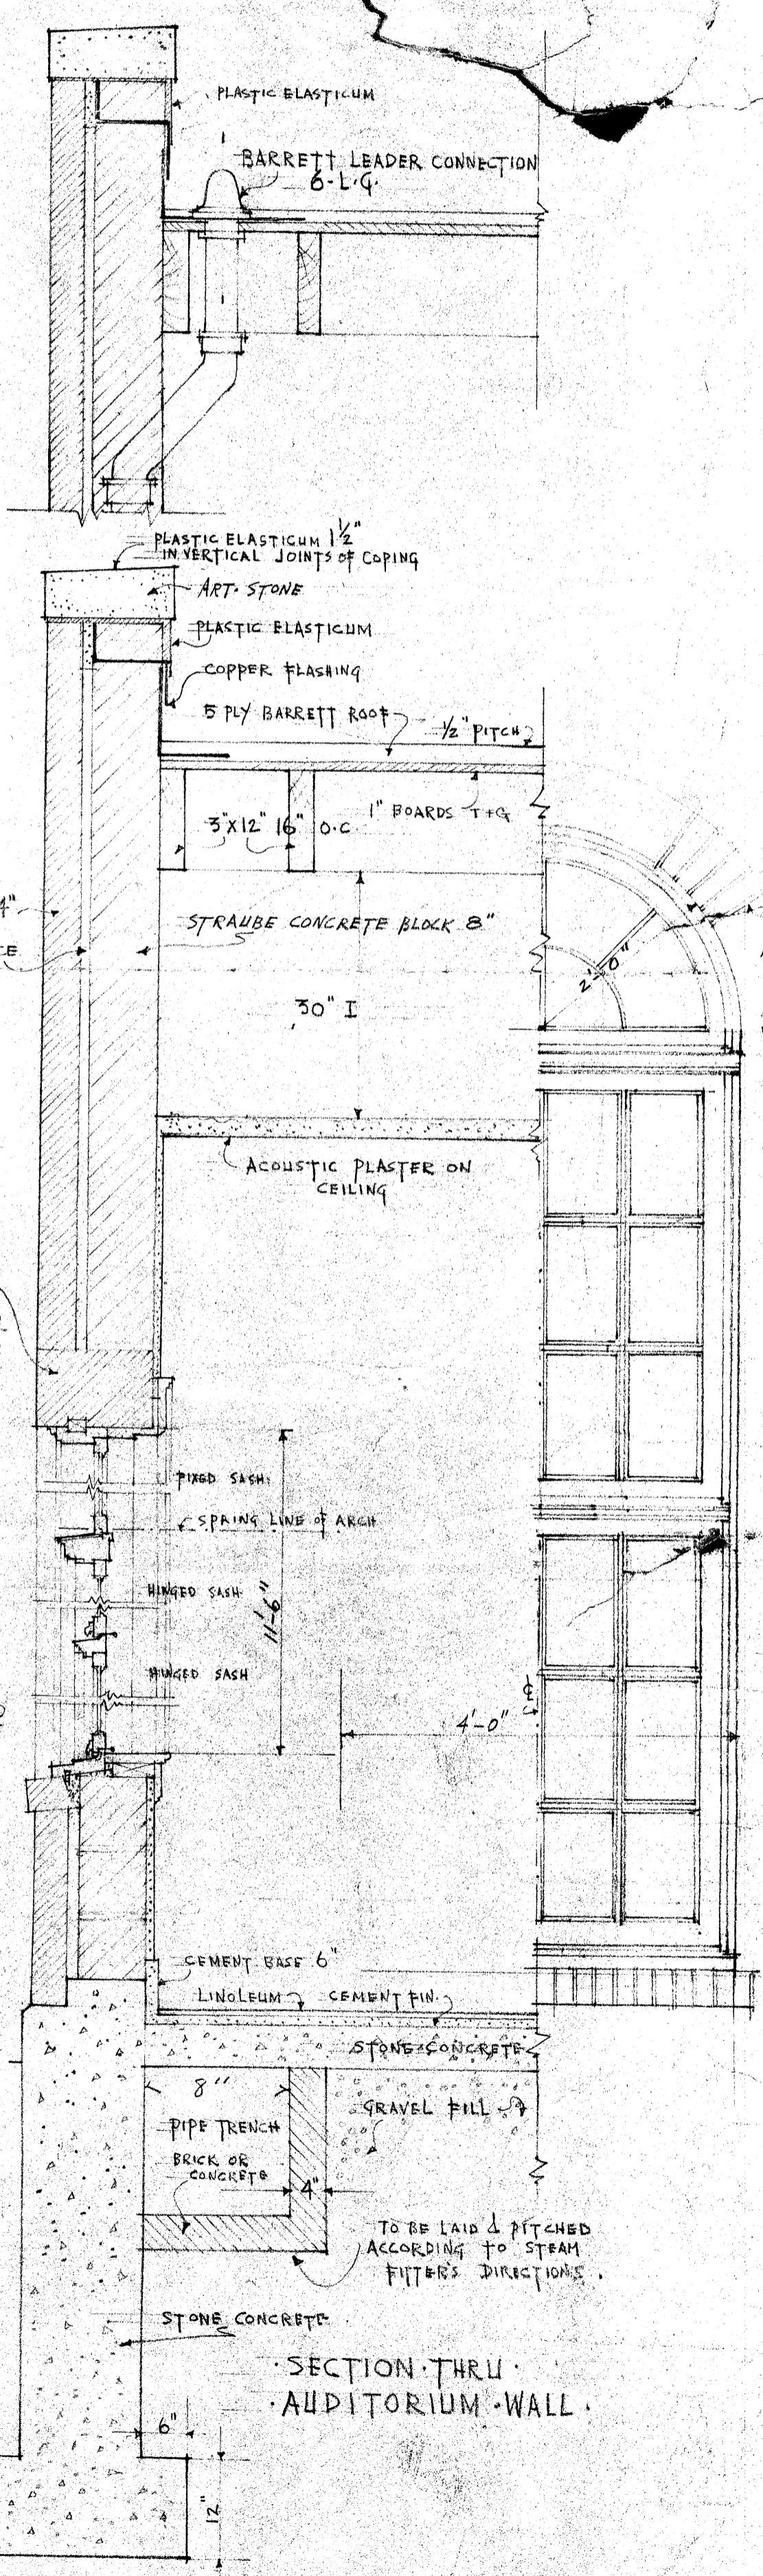 PLASTIC ELASTICUM
BARRETT LEADER CONNECTION
6-L.G.
PLASTIC ELASTICUM 1½"
IN VERTICAL JOINTS OF COPING
ART. STONE
PLASTIC ELASTICUM
COPPER FLASHING
5 PLY BARRETT ROOF
½" PITCH
1" BOARDS T+G
3"X12" 16" O.C.
4"
STRAUBE CONCRETE BLOCK 8"
CE
2'-0"
30" I
ACOUSTIC PLASTER ON
CEILING
FIXED SASH
SPRING LINE OF ARCH
HINGED SASH
11'-6"
HINGED SASH
℄
4'-0"
CEMENT BASE 6"
LINOLEUM
CEMENT FIN.
STONE CONCRETE
8"
GRAVEL FILL
PIPE TRENCH
BRICK OR
CONCRETE
4"
TO BE LAID & PITCHED
ACCORDING TO STEAM
FITTER'S DIRECTIONS.
STONE CONCRETE
·SECTION·THRU·
·AUDITORIUM·WALL·
6"
12"